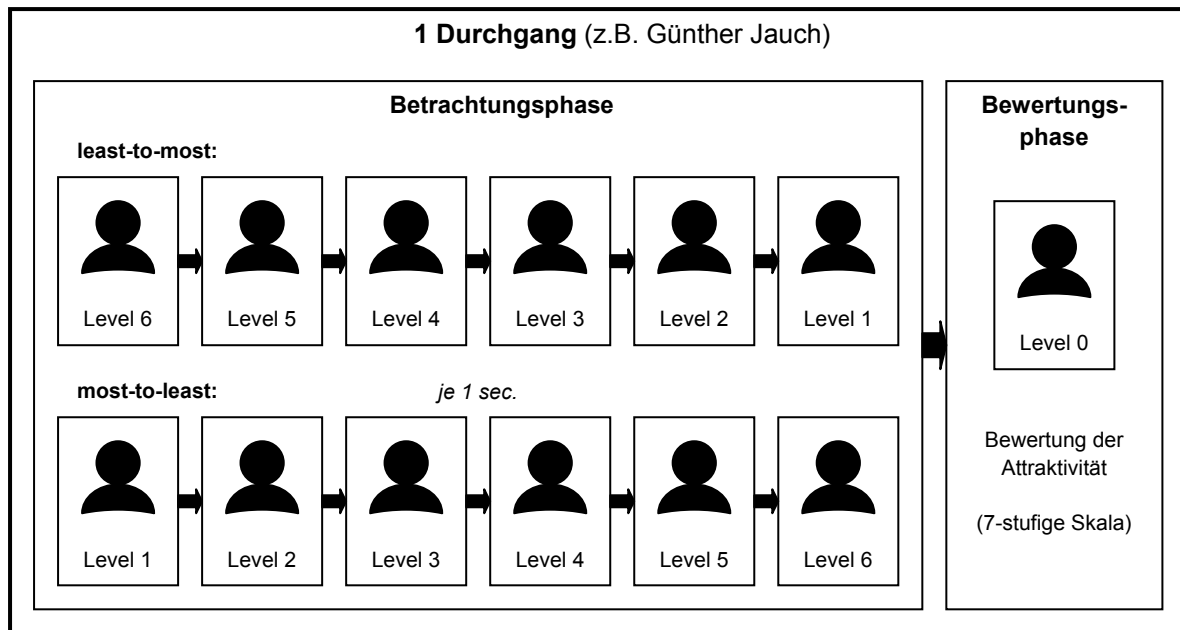 1 Durchgang (z.B. Günther Jauch)
Betrachtungsphase
least-to-most:
Level 6
Level 5
Level 4
Level 3
Level 2
Level 1
most-to-least:
je 1 sec.
Level 1
Level 2
Level 3
Level 4
Level 5
Level 6
Bewertungs-
phase
Level 0
Bewertung der
Attraktivität
(7-stufige Skala)